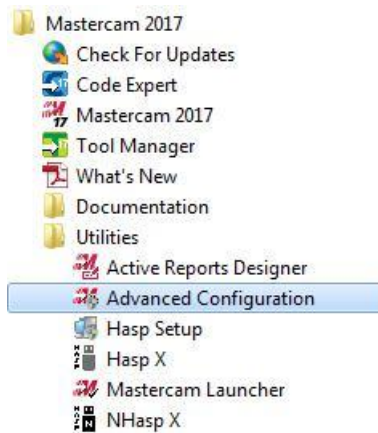 Mastercam 2017
Check For Updates
Code Expert
Mastercam 2017
Tool Manager
What's New
Documentation
Utilities
Active Reports Designer
Advanced Configuration
Hasp Setup
Hasp X
Mastercam Launcher
NHasp X